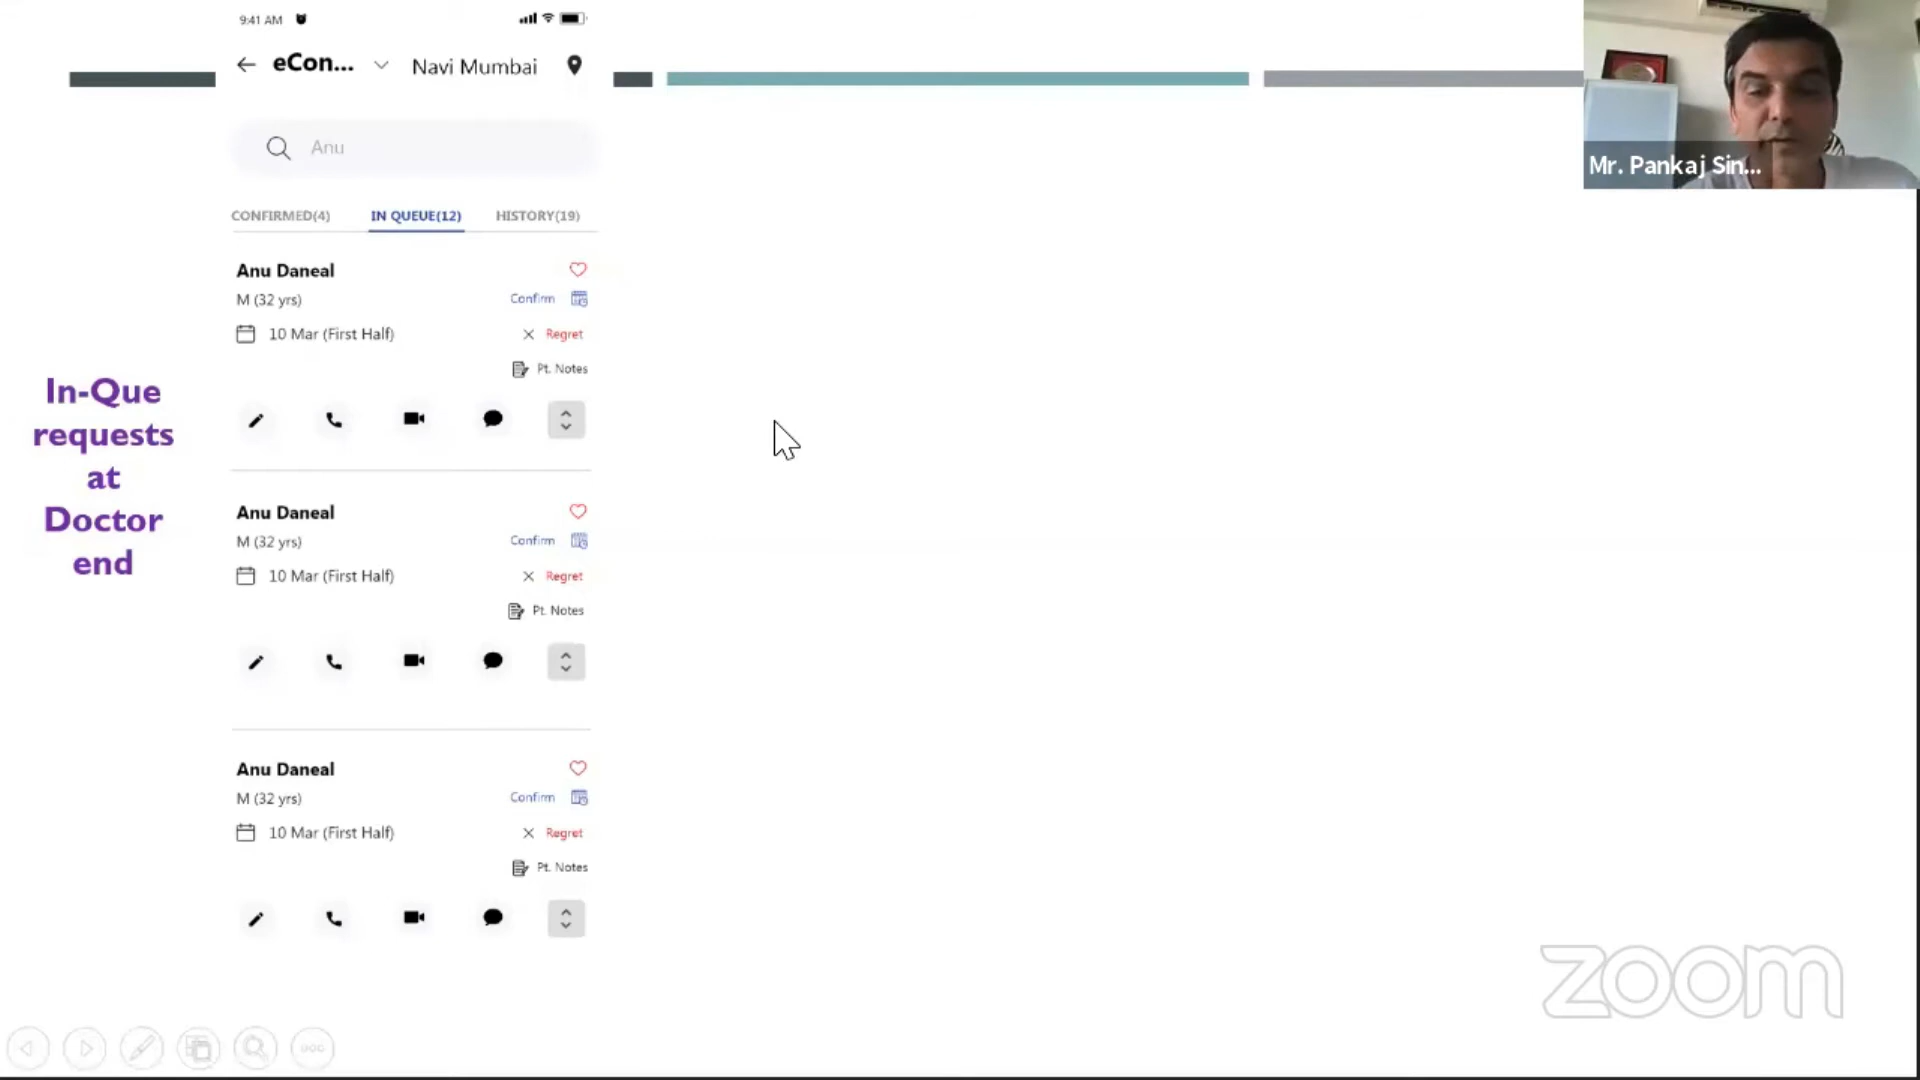 9:41 AM
eCon...
Navi Mumbai
Mr. Pankaj Sin...
Anu
CONFIRMED(4)
IN QUEUE(12)
HISTORY(19)
Anu Daneal
M (32 yrs)
Confirm
10 Mar (First Half)
Regret
Pt. Notes
In-Que
requests
at
Doctor
end
Anu Daneal
M (32 yrs)
Confirm
10 Mar (First Half)
Regret
Pt. Notes
Anu Daneal
M (32 yrs)
Confirm
10 Mar (First Half)
Regret
Pt. Notes
zoom